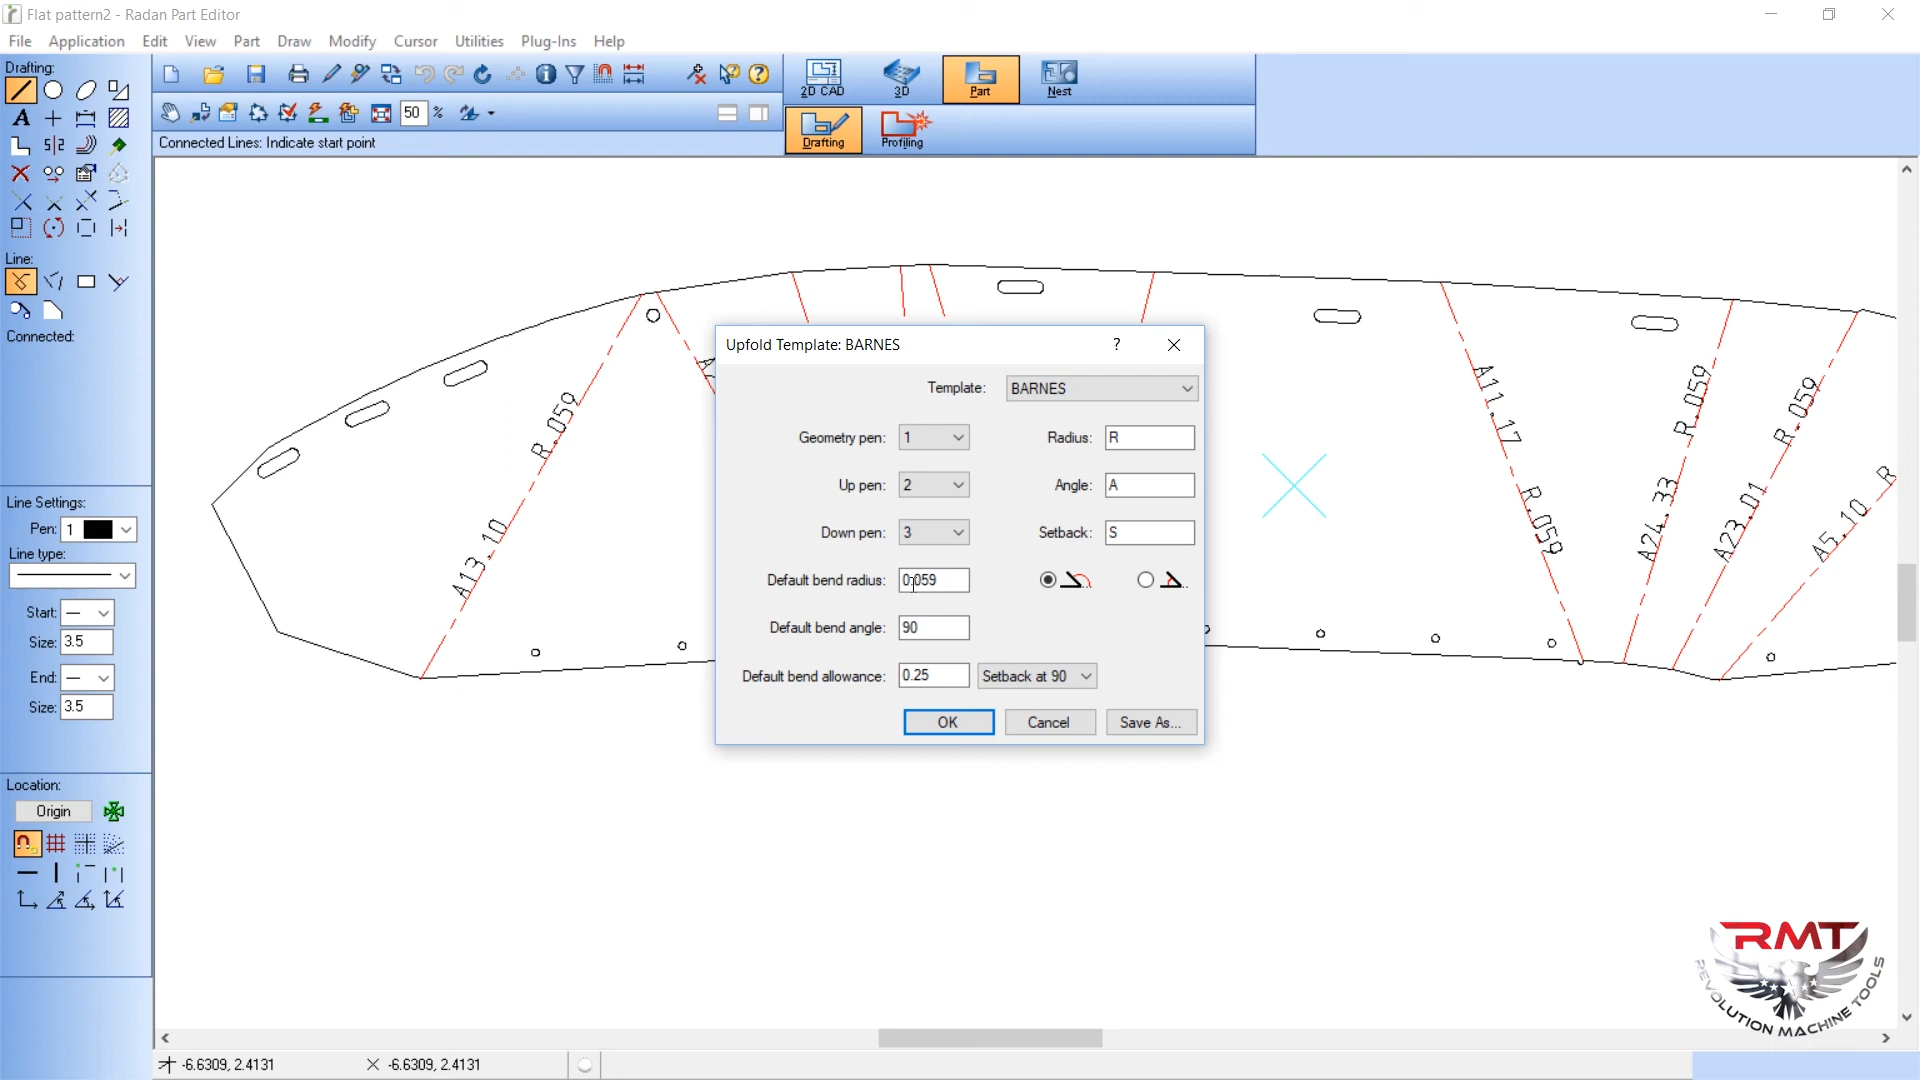 Flat pattern2 - Radan Part Editor
File Application Edit View Part Draw Modify Cursor Utilities Plug-Ins Help
Drafting:
2D CAD
3D
Part
Nest
50 %
Drafting
Profiling
Connected Lines: Indicate start point
Line:
Connected:
Line Settings:
Pen: 1
Line type:
Start:
Size: 3.5
End:
Size: 3.5
Location:
Origin
A13.10 R.059
A11.17 R.059
A24.33 R.059
A23.01 R.059
A5.10 R
Upfold Template: BARNES
?
Template: BARNES
Geometry pen: 1
Radius: R
Up pen: 2
Angle: A
Down pen: 3
Setback: S
Default bend radius: 0.059
Default bend angle: 90
Default bend allowance: 0.25 Setback at 90
OK Cancel Save As...
RMT
REVOLUTION MACHINE TOOLS
-6.6309, 2.4131
-6.6309, 2.4131